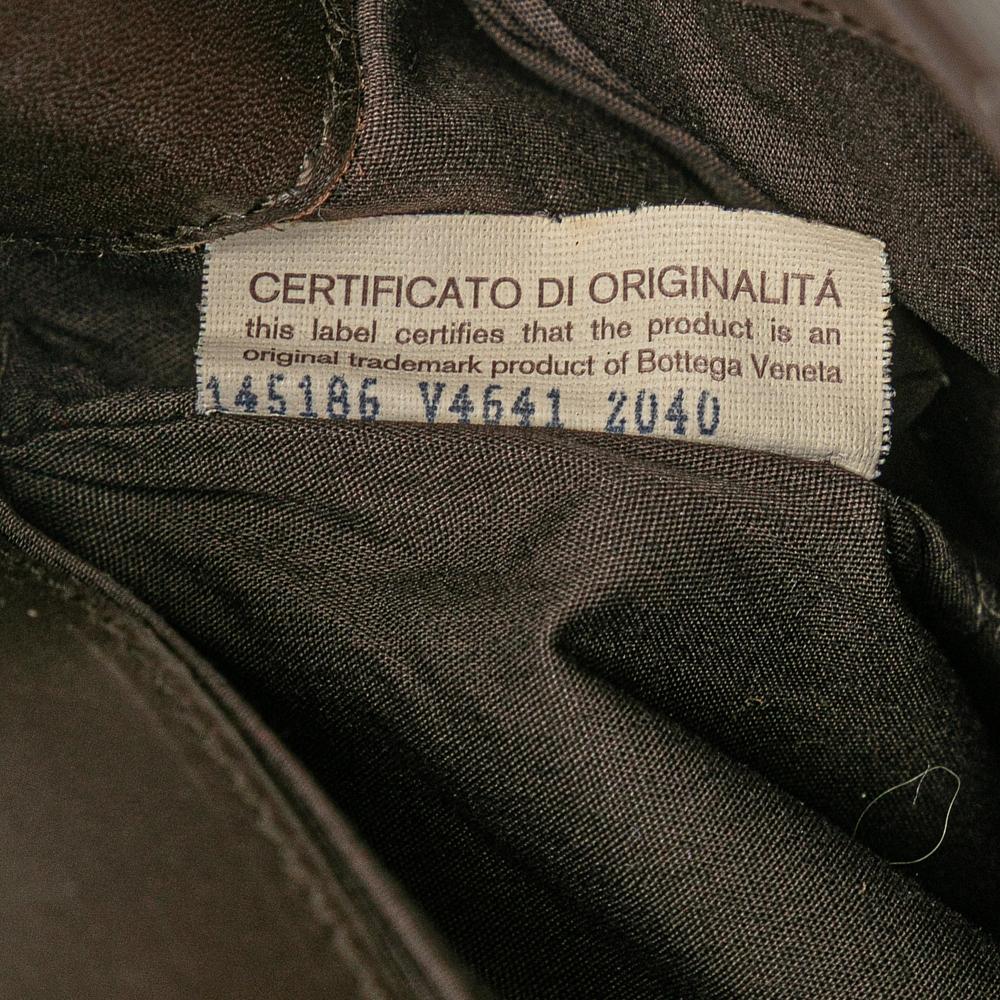 CERTIFICATO DI ORIGINALITÁ
this label certifies that the product is an
original trademark product of Bottega Veneta
145186 V4641 2040